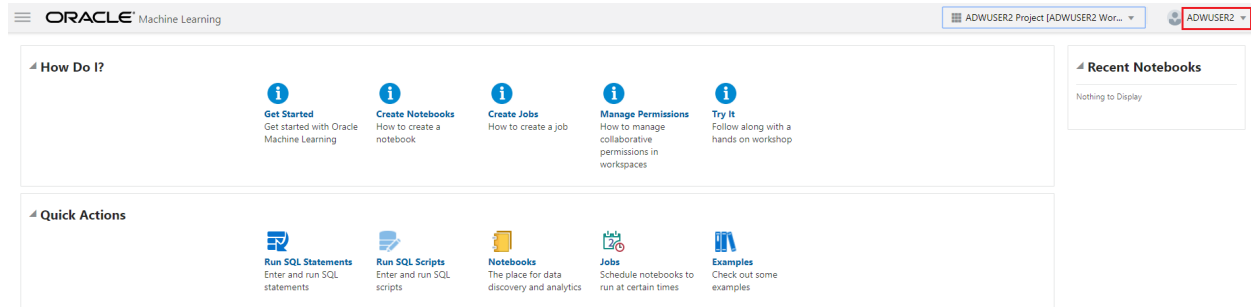 ORACLE Machine Learning
ADWUSER2 Project [ADWUSER2 Wor...
ADWUSER2
How Do I?
Get Started
Get started with Oracle
Machine Learning
Create Notebooks
How to create a
notebook
Create Jobs
How to create a job
Manage Permissions
How to manage
collaborative
permissions in
workspaces
Try It
Follow along with a
hands on workshop
Recent Notebooks
Nothing to Display
Quick Actions
Run SQL Statements
Enter and run SQL
statements
Run SQL Scripts
Enter and run SQL
scripts
Notebooks
The place for data
discovery and analytics
Jobs
Schedule notebooks to
run at certain times
Examples
Check out some
examples